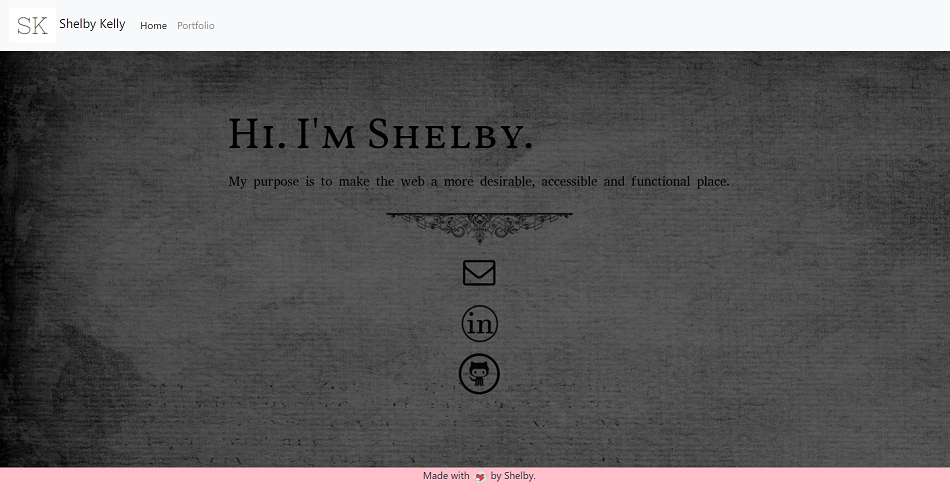 SK Shelby Kelly Home Portfolio
Hi. I'm Shelby.
My purpose is to make the web a more desirable, accessible and functional place.
in
Made with by Shelby.